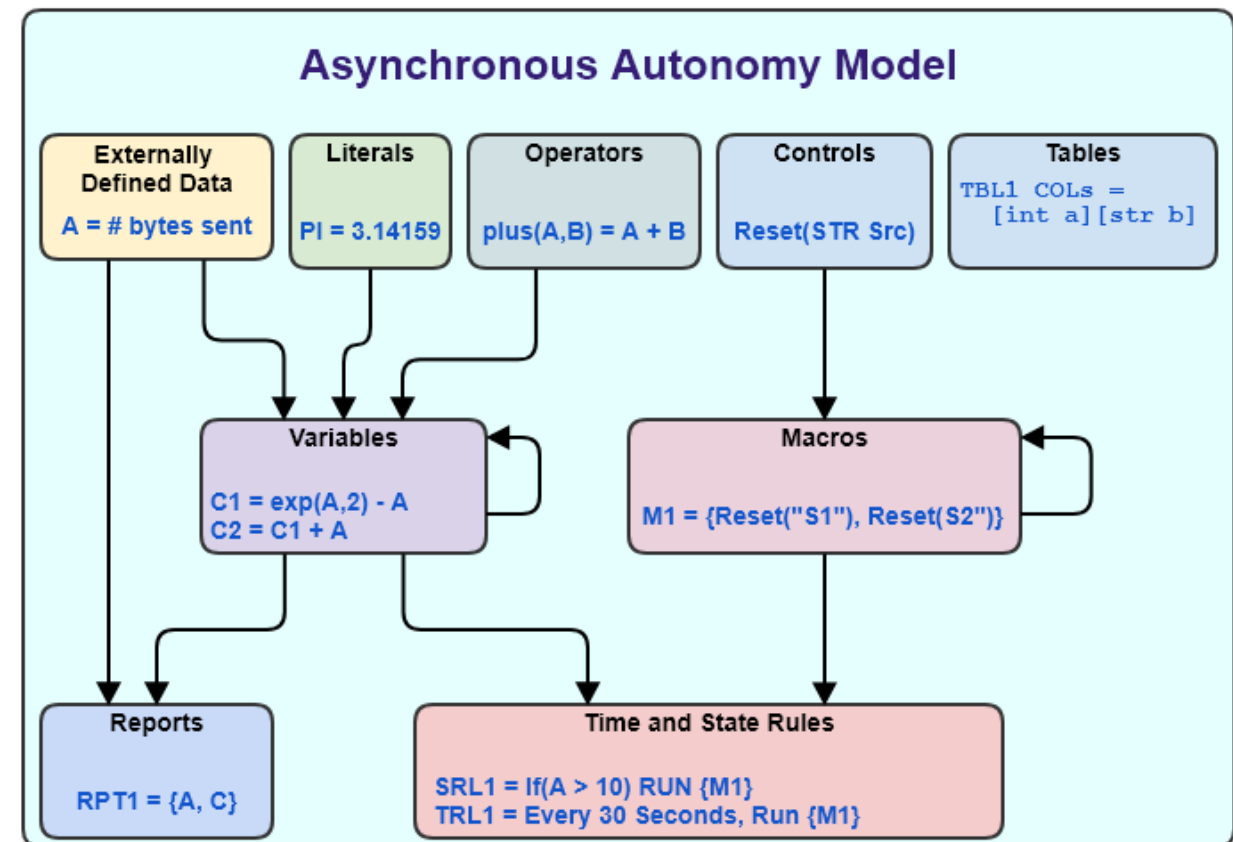 Asynchronous Autonomy Model
Externally
Defined Data
A = # bytes sent
Literals
PI = 3.14159
Operators
plus(A,B) = A + B
Controls
Reset(STR Src)
Tables
TBL1 COLs =
[int a][str b]
Variables
C1 = exp(A,2) - A
C2 = C1 + A
Macros
M1 = {Reset("S1"), Reset(S2")}
Reports
RPT1 = {A, C}
Time and State Rules
SRL1 = If(A > 10) RUN {M1}
TRL1 = Every 30 Seconds, Run {M1}